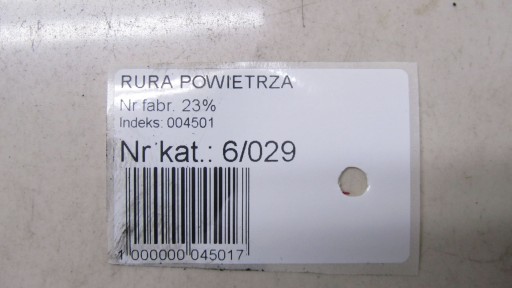 RURA POWIETRZA
Nr fabr. 23%
Indeks: 004501
Nr kat.: 6/029
1 000000 045017